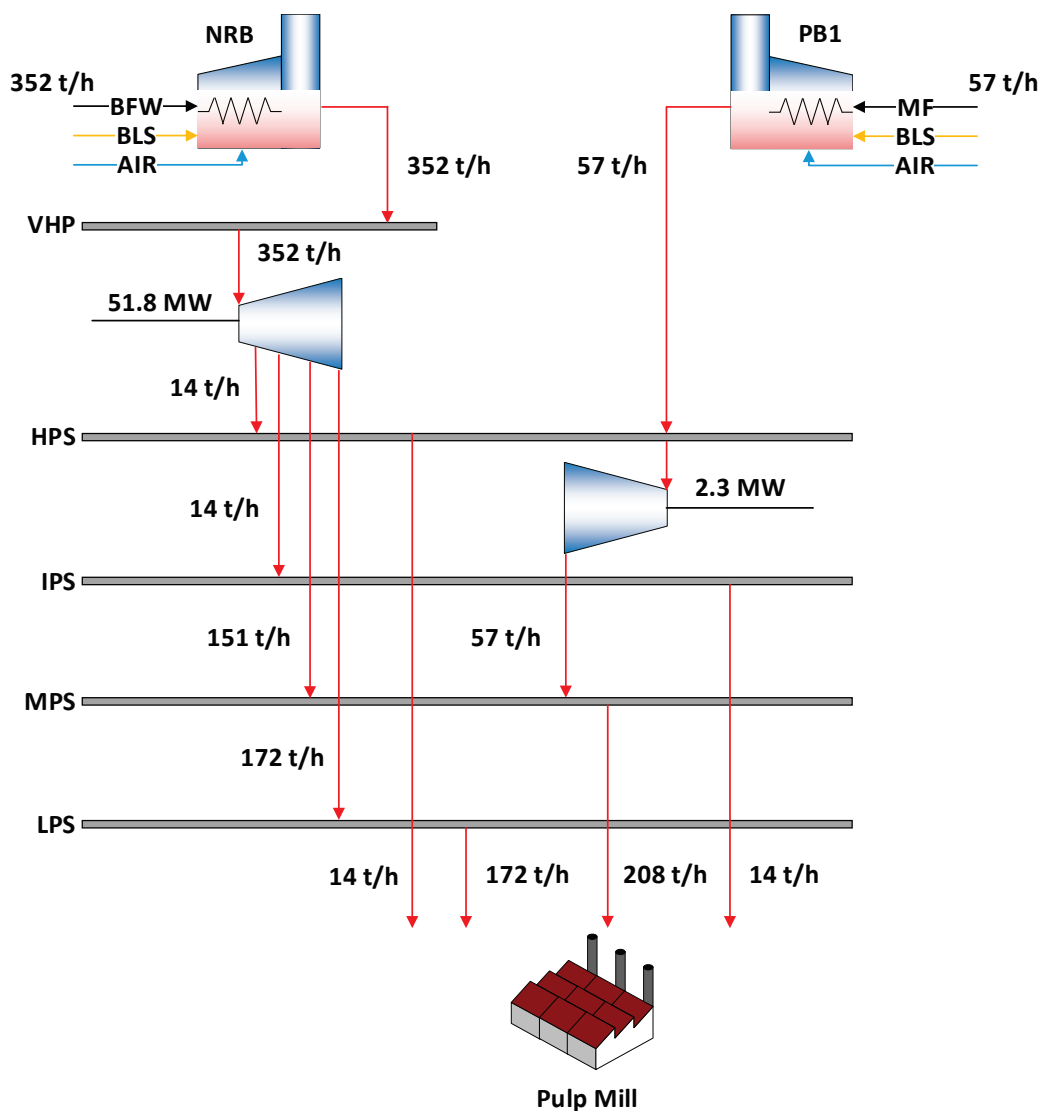 NRB
PB1
352 t/h
57 t/h
BFW
MF
BLS
BLS
AIR
AIR
352 t/h
57 t/h
VHP
352 t/h
51.8 MW
14 t/h
HPS
2.3 MW
14 t/h
IPS
151 t/h
57 t/h
MPS
172 t/h
LPS
14 t/h
172 t/h
208 t/h
14 t/h
Pulp Mill